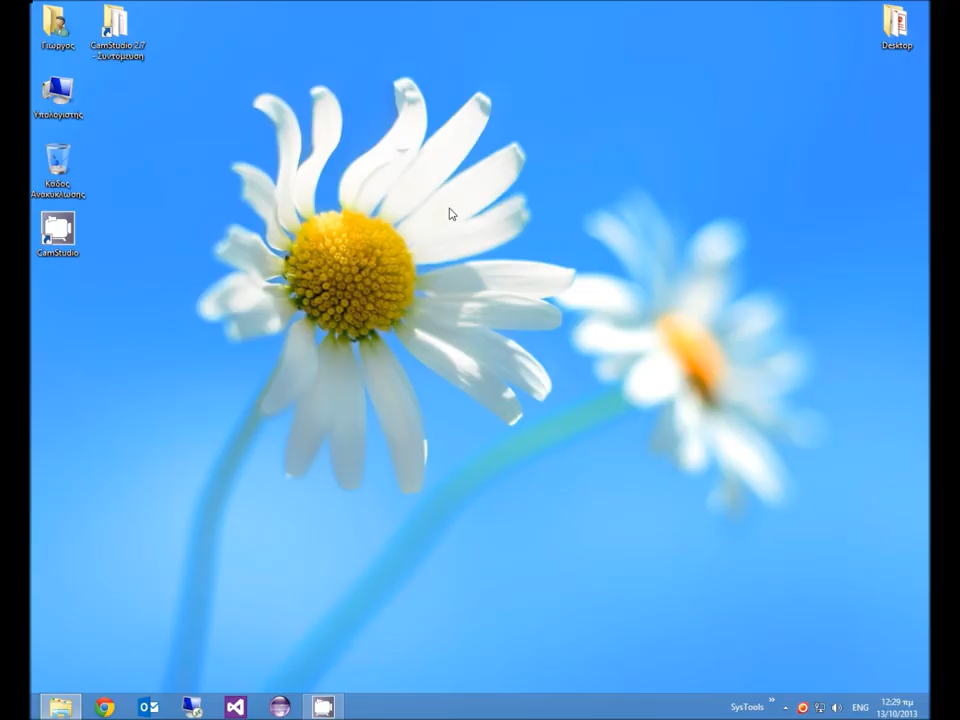 Γιώργος
CamStudio 2.7
- Συντόμευση
Desktop
Υπολογιστής
Κάδος
Ανακύκλωσης
CamStudio
SysTools
ENG
12:29 πμ
13/10/2013